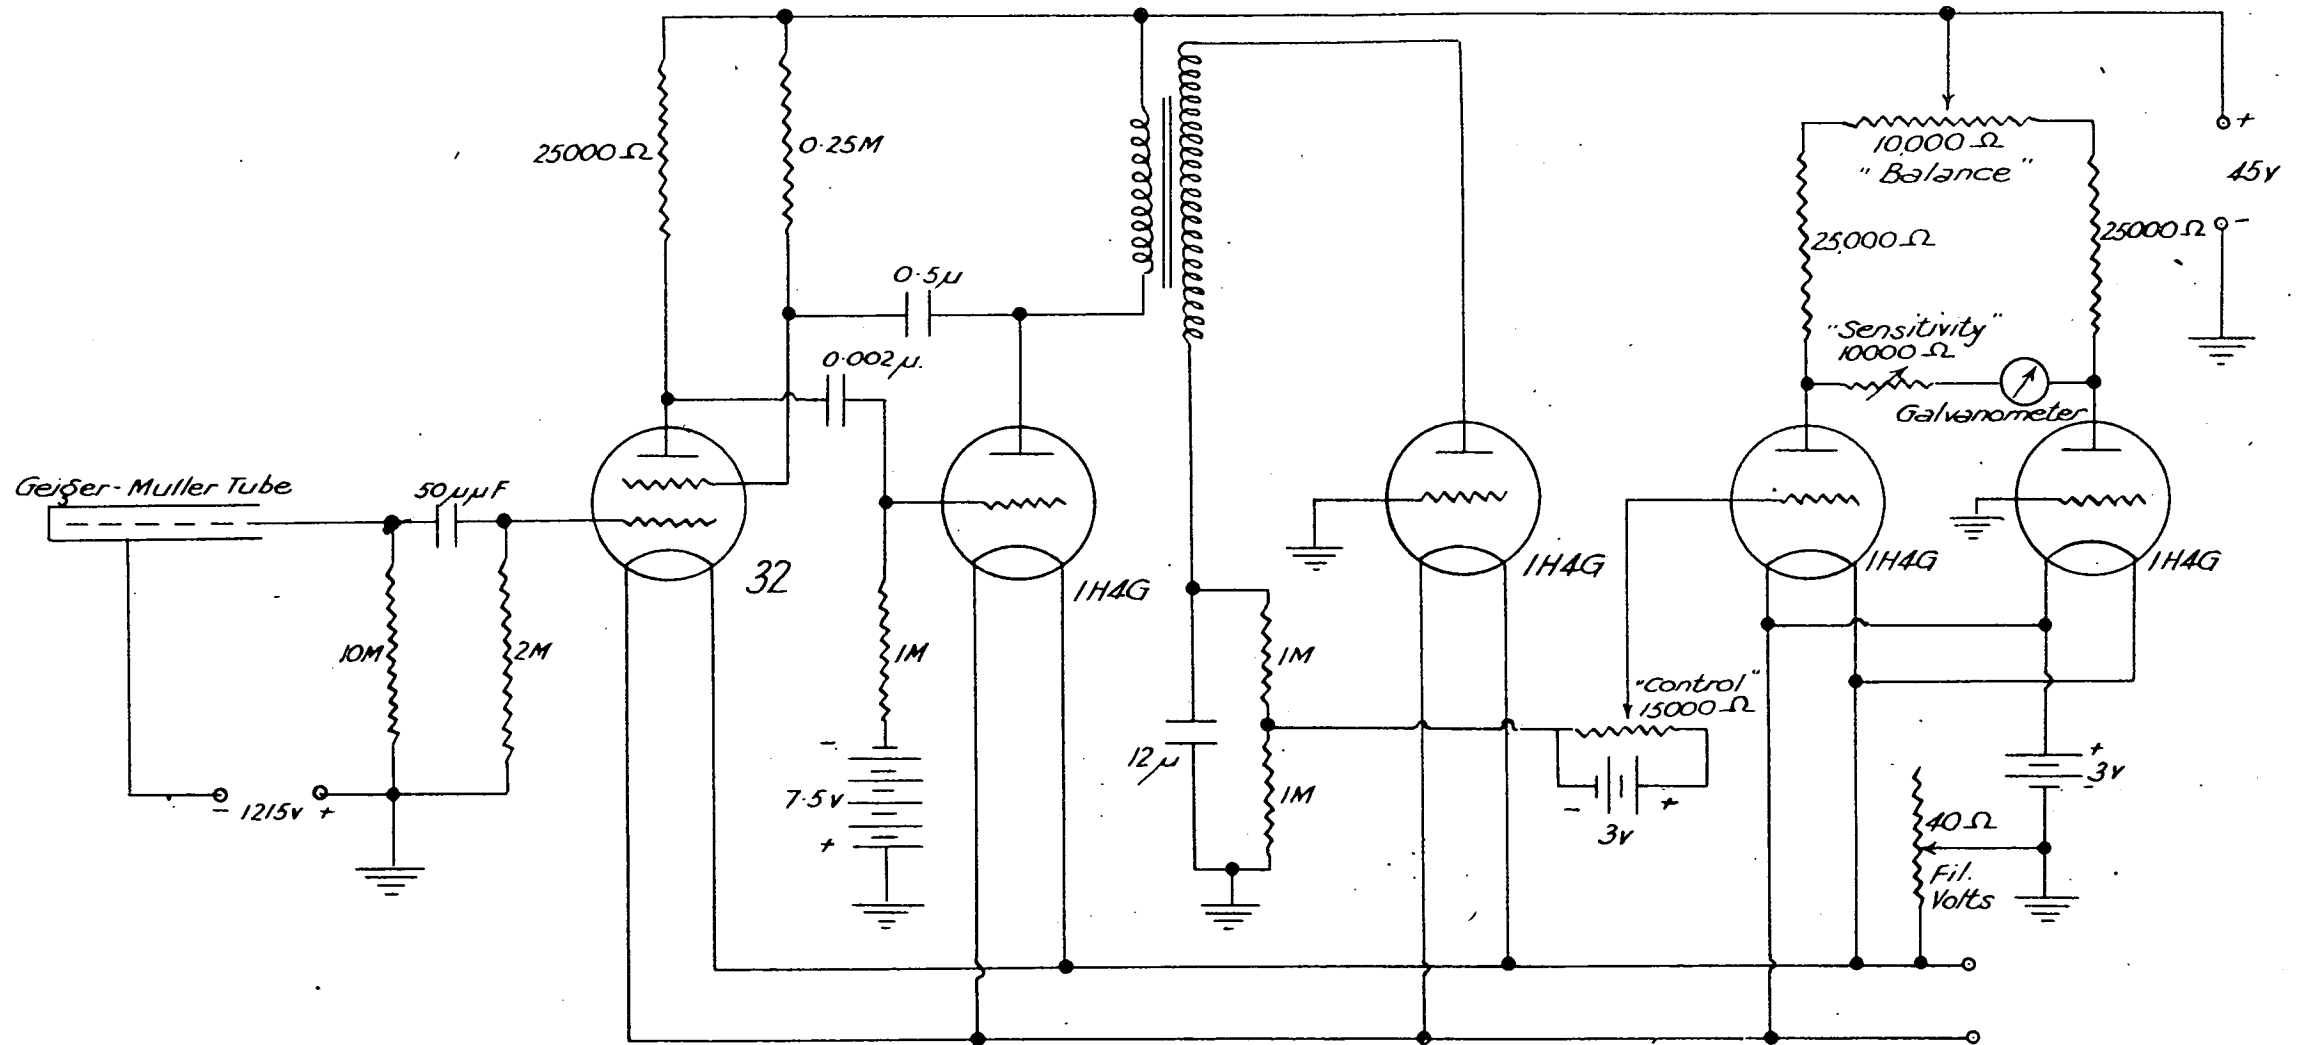 25000 Ω
0.25M
10,000 Ω
"Balance"
+
45v
-
25,000 Ω
25000 Ω
0.5μ
"Sensitivity"
10000 Ω
0.002μ.
Galvanometer
Geiger-Muller Tube
50μμF
32
1H4G
1H4G
1H4G
1H4G
10M
2M
1M
1M
"Control"
15000 Ω
-
7.5v
+
12μ
1M
-
+
3v
+
3v
-
40 Ω
Fil.
Volts
- 1215v +